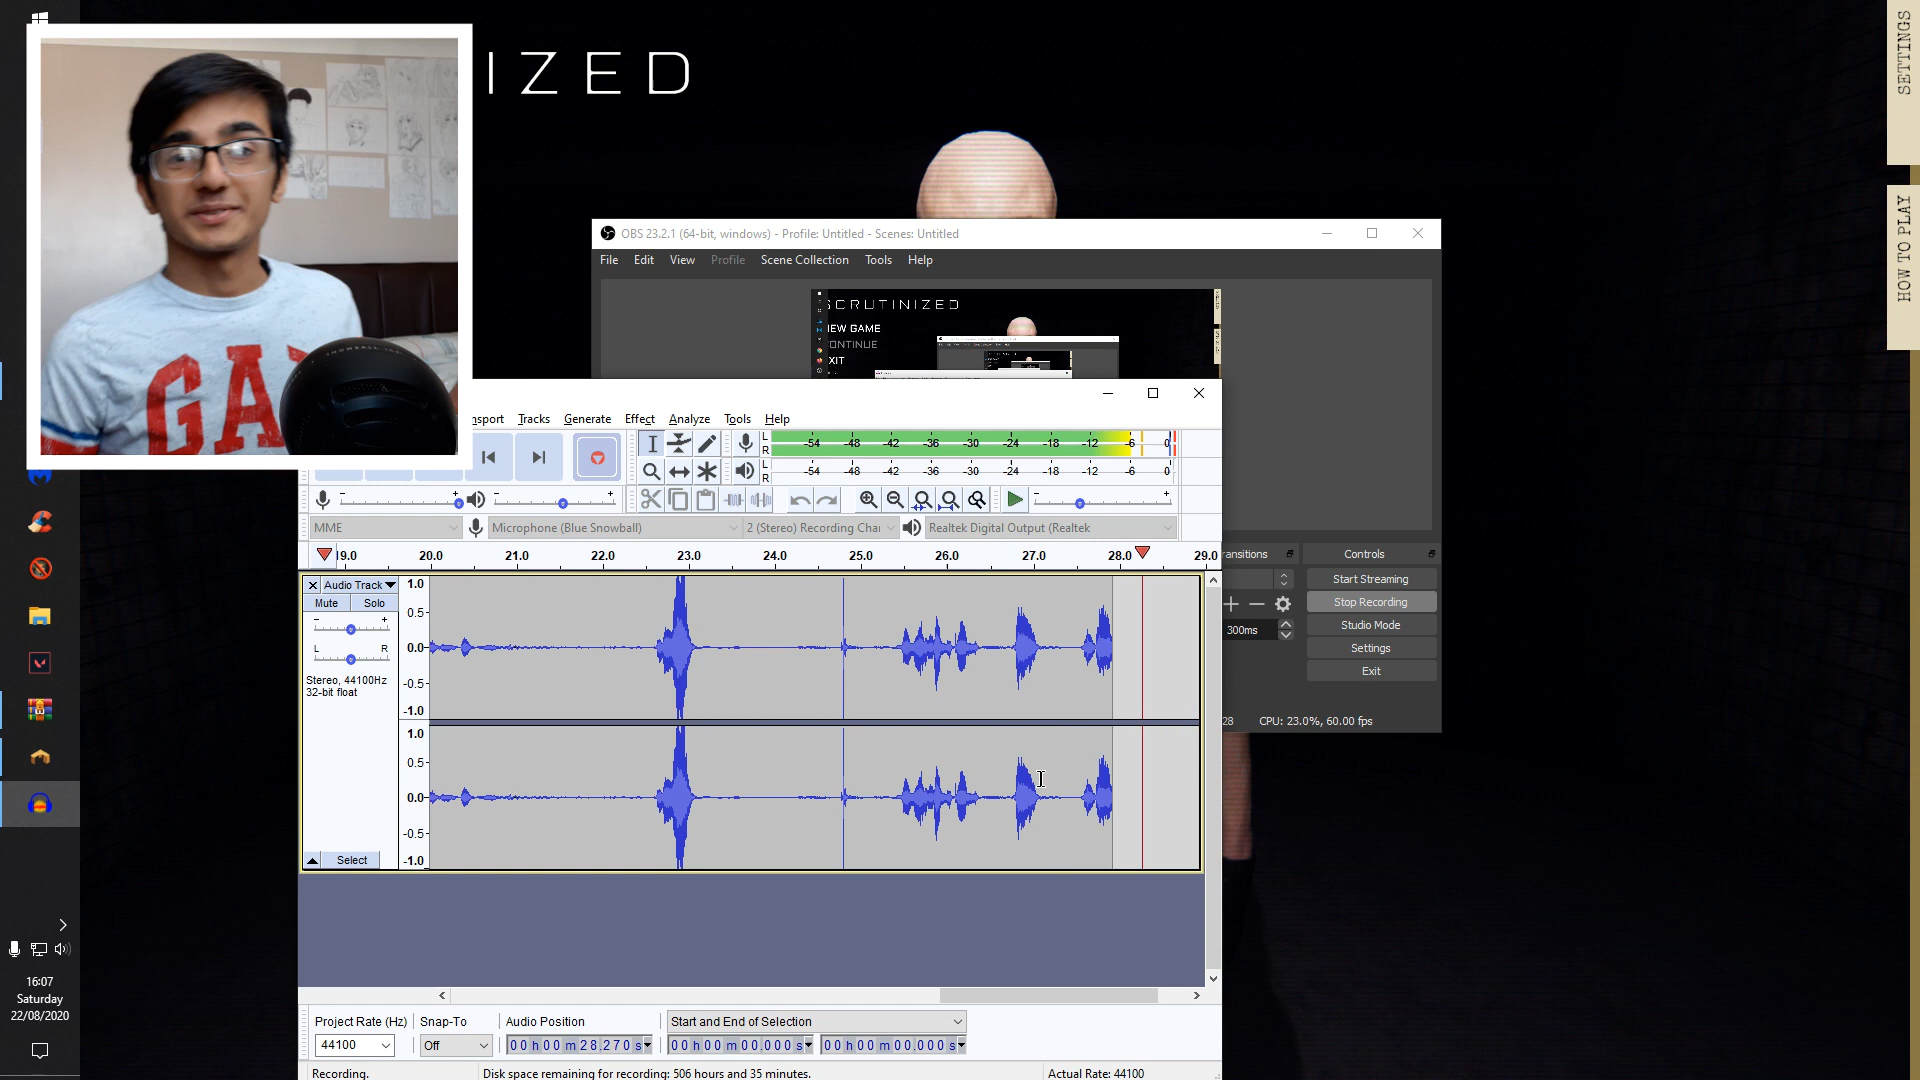 IZED
SETTINGS
HOW TO PLAY
GA
OBS 23.2.1 (64-bit, windows) - Profile: Untitled - Scenes: Untitled
File Edit View Profile Scene Collection Tools Help
SCRUTINIZED
EW GAME
ONTINUE
XIT
nsport Tracks Generate Effect Analyze Tools Help
L
R
-54 -48 -42 -36 -30 -24 -18 -12 -6 0
L
R
-54 -48 -42 -36 -30 -24 -18 -12 -6 0
MME
Microphone (Blue Snowball)
2 (Stereo) Recording Cha
Realtek Digital Output (Realtek
19.0 20.0 21.0 22.0 23.0 24.0 25.0 26.0 27.0 28.0 29.0
Audio Track
Mute Solo
- +
L R
Stereo, 44100Hz
32-bit float
Select
1.0
0.5
0.0
-0.5
-1.0
1.0
0.5
0.0
-0.5
-1.0
ransitions
300ms
Controls
Start Streaming
Stop Recording
Studio Mode
Settings
Exit
28 CPU: 23.0%, 60.00 fps
Project Rate (Hz) Snap-To Audio Position Start and End of Selection
44100 Off 00 h 00 m 28.270 s 00 h 00 m 00.000 s 00 h 00 m 00.000 s
Recording. Disk space remaining for recording: 506 hours and 35 minutes. Actual Rate: 44100
16:07
Saturday
22/08/2020